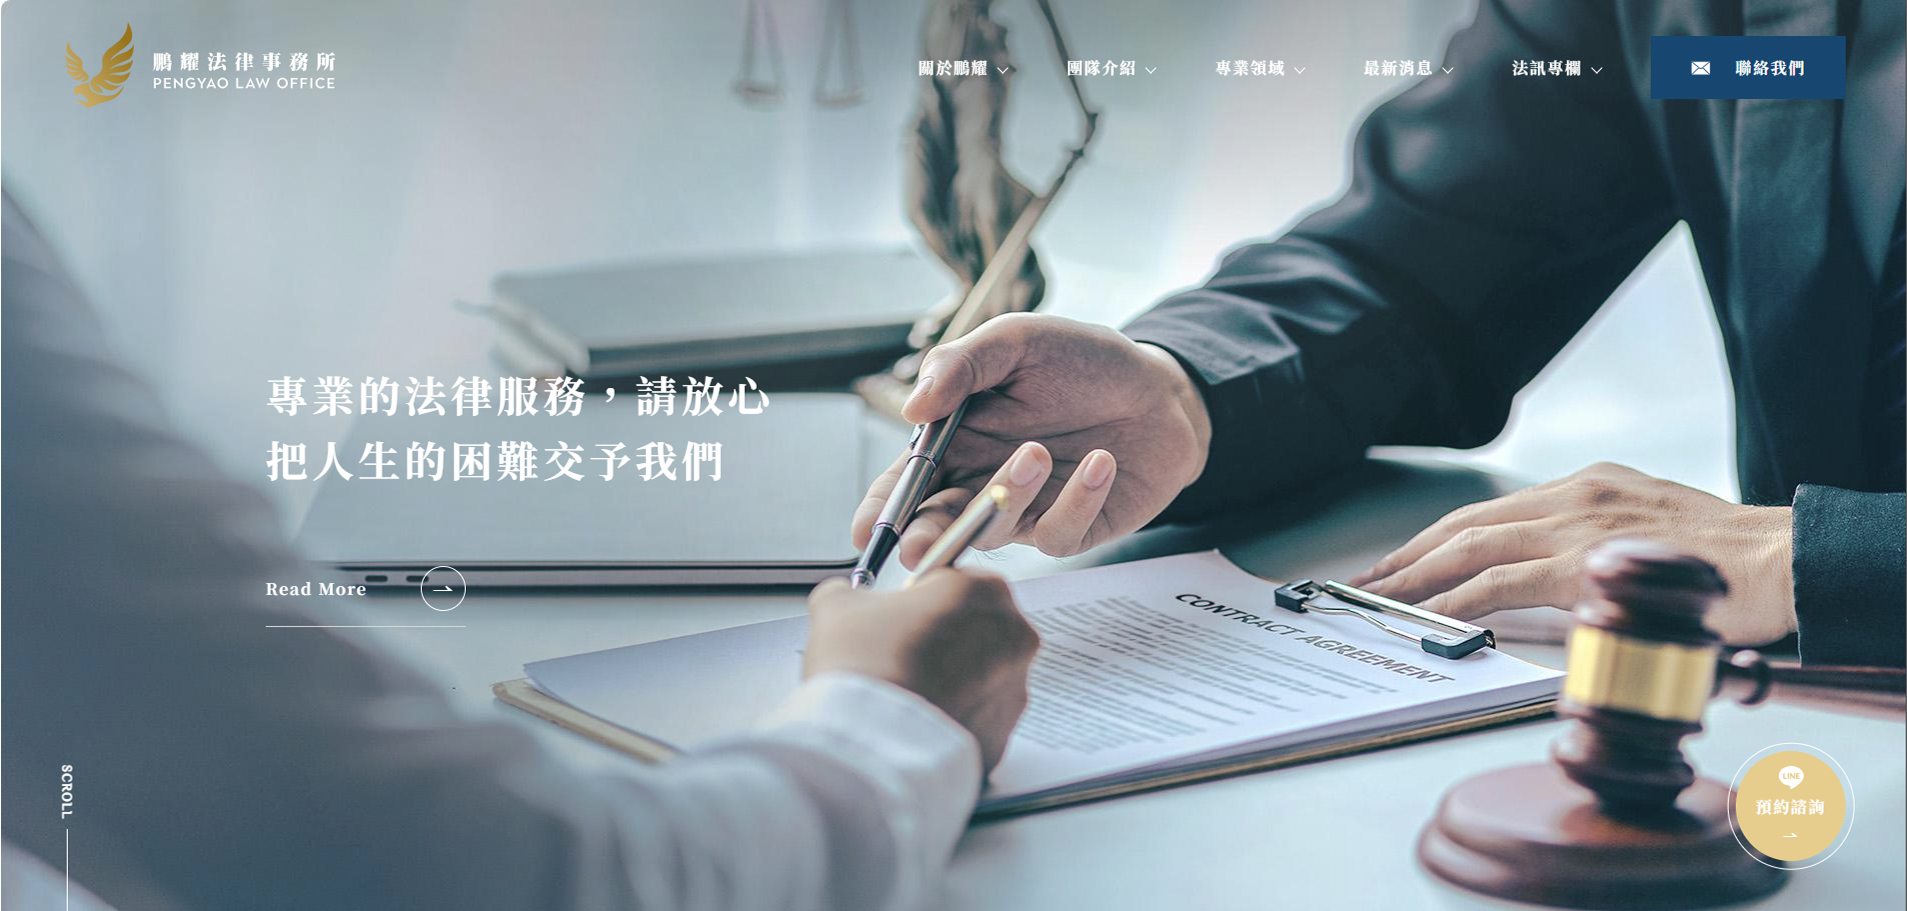 鵬耀法律事務所
PENGYAO LAW OFFICE
關於鵬耀
團隊介紹
專業領域
最新消息
法訊專欄
聯絡我們
專業的法律服務，請放心
把人生的困難交予我們
Read More
CONTRACT AGREEMENT
SCROLL
LINE
預約諮詢